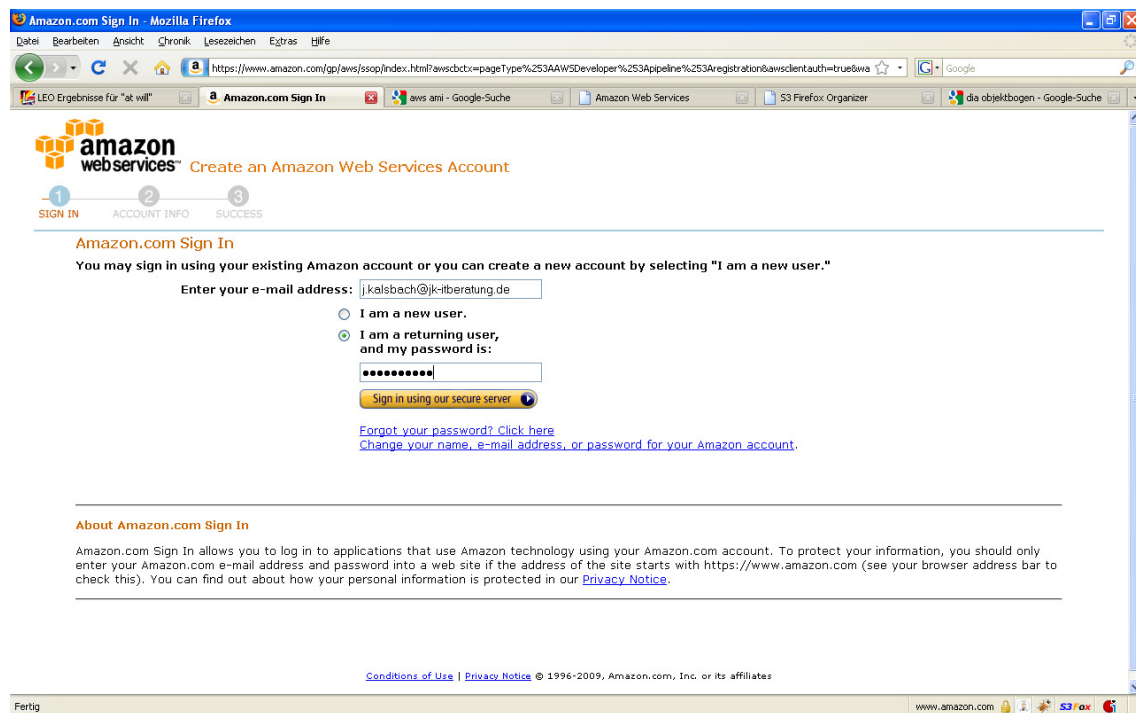 Amazon.com Sign In - Mozilla Firefox
Datei Bearbeiten Ansicht Chronik Lesezeichen Extras Hilfe
https://www.amazon.com/gp/aws/ssop/index.html?awscbctx=pageType%253AAWSDeveloper%253Apipeline%253Aregistration&awsclientauth=true&wa
Google
LEO Ergebnisse für "at will" Amazon.com Sign In aws ami - Google-Suche Amazon Web Services S3 Firefox Organizer dia objektbogen - Google-Suche
amazon
webservices™ Create an Amazon Web Services Account
1 2 3
SIGN IN ACCOUNT INFO SUCCESS
Amazon.com Sign In
You may sign in using your existing Amazon account or you can create a new account by selecting "I am a new user."
Enter your e-mail address: j.kalsbach@jk-itberatung.de
I am a new user.
I am a returning user,
and my password is:
••••••••••
Sign in using our secure server
Forgot your password? Click here
Change your name, e-mail address, or password for your Amazon account.
About Amazon.com Sign In
Amazon.com Sign In allows you to log in to applications that use Amazon technology using your Amazon.com account. To protect your information, you should only
enter your Amazon.com e-mail address and password into a web site if the address of the site starts with https://www.amazon.com (see your browser address bar to
check this). You can find out about how your personal information is protected in our Privacy Notice.
Conditions of Use | Privacy Notice © 1996-2009, Amazon.com, Inc. or its affiliates
Fertig www.amazon.com S3Fox